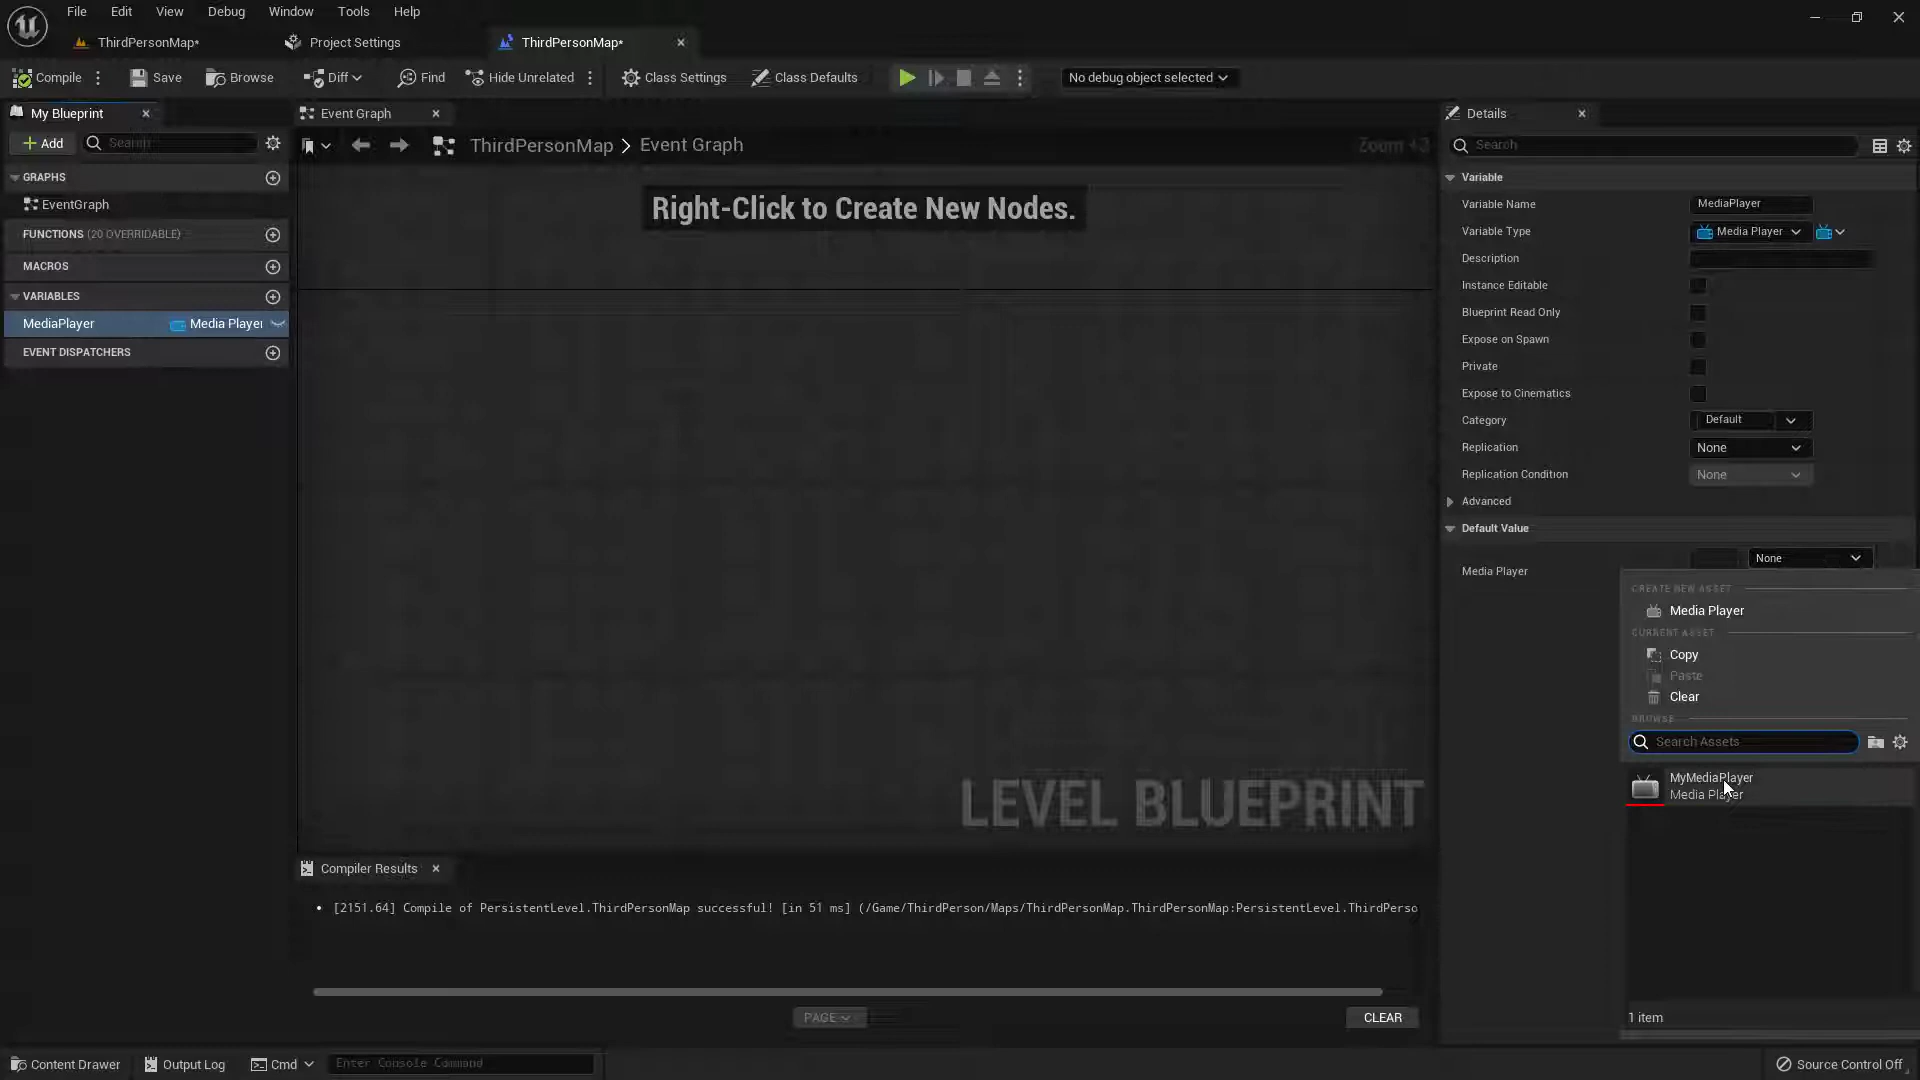 File Edit View Debug Window Tools Help
ThirdPersonMap* Project Settings ThirdPersonMap*
Compile Save Browse Diff Find Hide Unrelated Class Settings Class Defaults No debug object selected
My Blueprint Event Graph Details
Add Search ThirdPersonMap > Event Graph Zoom +2 Search
GRAPHS
EventGraph
FUNCTIONS (20 OVERRIDABLE)
MACROS
VARIABLES
MediaPlayer Media Player
EVENT DISPATCHERS
Right-Click to Create New Nodes.
LEVEL BLUEPRINT
Variable
Variable Name MediaPlayer
Variable Type Media Player
Description
Instance Editable
Blueprint Read Only
Expose on Spawn
Private
Expose to Cinematics
Category Default
Replication None
Replication Condition None
Advanced
Default Value
Media Player None
CREATE NEW ASSET
Media Player
CURRENT ASSET
Copy
Paste
Clear
BROWSE
Search Assets
MyMediaPlayer
Media Player
1 item
Compiler Results
• [2151.64] Compile of PersistentLevel.ThirdPersonMap successful! [in 51 ms] (/Game/ThirdPerson/Maps/ThirdPersonMap.ThirdPersonMap:PersistentLevel.ThirdPerso
PAGE CLEAR
Content Drawer Output Log Cmd Enter Console Command Source Control Off